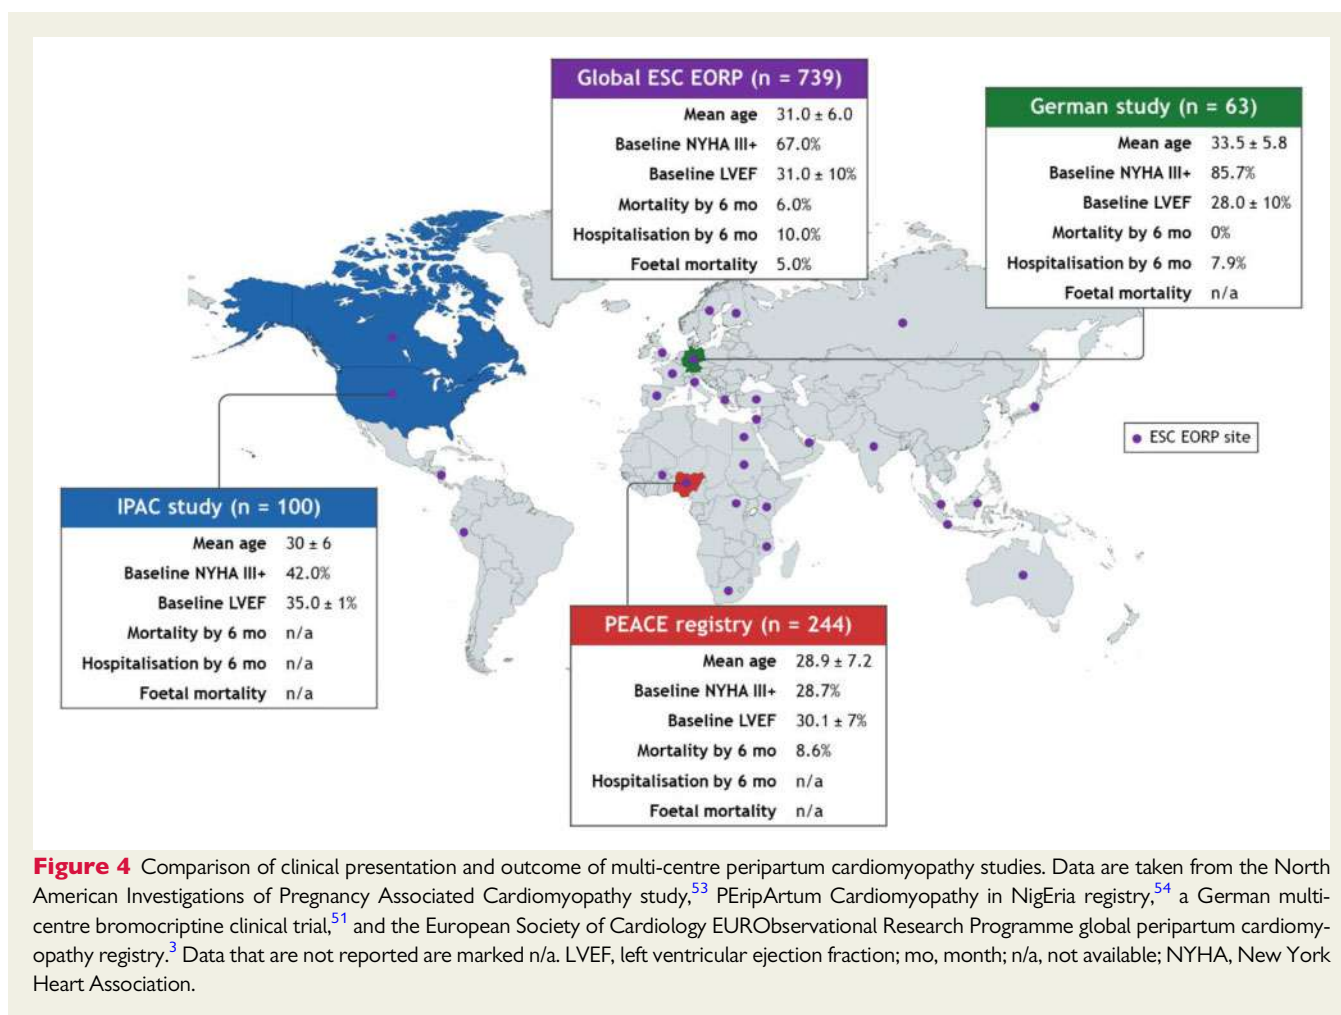 Global ESC EORP (n = 739)
Mean age 31.0 ± 6.0
Baseline NYHA III+ 67.0%
Baseline LVEF 31.0 ± 10%
Mortality by 6 mo 6.0%
Hospitalisation by 6 mo 10.0%
Foetal mortality 5.0%
German study (n = 63)
Mean age 33.5 ± 5.8
Baseline NYHA III+ 85.7%
Baseline LVEF 28.0 ± 10%
Mortality by 6 mo 0%
Hospitalisation by 6 mo 7.9%
Foetal mortality n/a
ESC EORP site
IPAC study (n = 100)
Mean age 30 ± 6
Baseline NYHA III+ 42.0%
Baseline LVEF 35.0 ± 1%
Mortality by 6 mo n/a
Hospitalisation by 6 mo n/a
Foetal mortality n/a
PEACE registry (n = 244)
Mean age 28.9 ± 7.2
Baseline NYHA III+ 28.7%
Baseline LVEF 30.1 ± 7%
Mortality by 6 mo 8.6%
Hospitalisation by 6 mo n/a
Foetal mortality n/a
Figure 4 Comparison of clinical presentation and outcome of multi-centre peripartum cardiomyopathy studies. Data are taken from the North
American Investigations of Pregnancy Associated Cardiomyopathy study,53 PEripArtum Cardiomyopathy in NigEria registry,54 a German multi-
centre bromocriptine clinical trial,51 and the European Society of Cardiology EURObservational Research Programme global peripartum cardiomy-
opathy registry.3 Data that are not reported are marked n/a. LVEF, left ventricular ejection fraction; mo, month; n/a, not available; NYHA, New York
Heart Association.